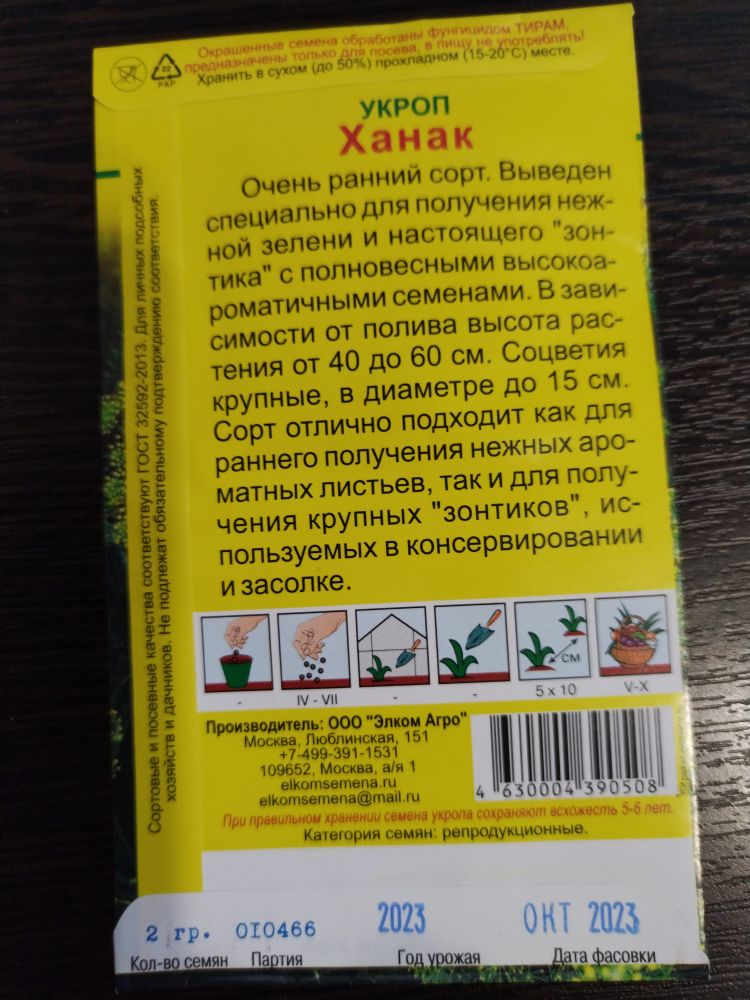 Окрашенные семена обработаны фунгицидом ТИРАМ,
предназначены только для посева, в пищу не употреблять!
Хранить в сухом (до 50%) прохладном (15-20°С) месте.
22
PAP
УКРОП
Ханак
Очень ранний сорт. Выведен
специально для получения неж-
ной зелени и настоящего "зон-
тика" с полновесными высокоа-
роматичными семенами. В зави-
симости от полива высота рас-
тения от 40 до 60 см. Соцветия
крупные, в диаметре до 15 см.
Сорт отлично подходит как для
раннего получения нежных аро-
матных листьев, так и для полу-
чения крупных "зонтиков", ис-
пользуемых в консервировании
и засолке.
Сортовые и посевные качества соответствуют ГОСТ 32592-2013. Для личных подсобных
хозяйств и дачников. Не подлежат обязательному подтверждению соответствия.
см
- IV - VII - - 5 x 10 V-X
Производитель: ООО "Элком Агро"
Москва, Люблинская, 151
+7-499-391-1531
109652, Москва, а/я 1
elkomsemena.ru
elkomsemena@mail.ru
4 630004 390508
При правильном хранении семена укропа сохраняют всхожесть 5-6 лет.
Категория семян: репродукционные.
2 гр. 010466 2023 ОКТ 2023
Кол-во семян Партия Год урожая Дата фасовки